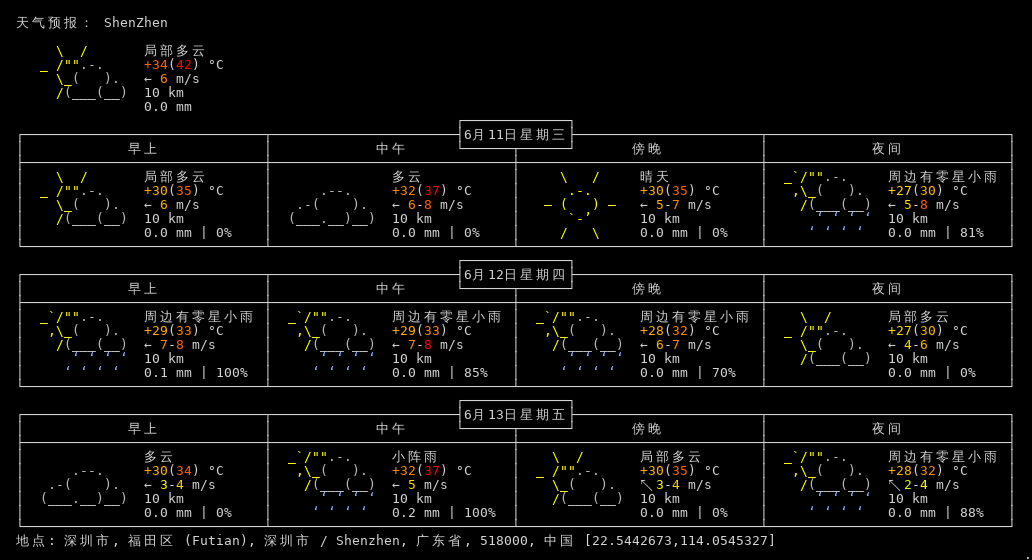 天气预报： ShenZhen
局部多云
+34(42) °C
← 6 m/s
10 km
0.0 mm
6月11日星期三
早上 中午 傍晚 夜间
局部多云 多云 晴天 周边有零星小雨
+30(35) °C +32(37) °C +30(35) °C +27(30) °C
← 6 m/s ← 6-8 m/s ← 5-7 m/s ← 5-8 m/s
10 km 10 km 10 km 10 km
0.0 mm | 0% 0.0 mm | 0% 0.0 mm | 0% 0.0 mm | 81%
6月12日星期四
早上 中午 傍晚 夜间
周边有零星小雨 周边有零星小雨 周边有零星小雨 局部多云
+29(33) °C +29(33) °C +28(32) °C +27(30) °C
← 7-8 m/s ← 7-8 m/s ← 6-7 m/s ← 4-6 m/s
10 km 10 km 10 km 10 km
0.1 mm | 100% 0.0 mm | 85% 0.0 mm | 70% 0.0 mm | 0%
6月13日星期五
早上 中午 傍晚 夜间
多云 小阵雨 局部多云 周边有零星小雨
+30(34) °C +32(37) °C +30(35) °C +28(32) °C
← 3-4 m/s ← 5 m/s ↖ 3-4 m/s ↖ 2-4 m/s
10 km 10 km 10 km 10 km
0.0 mm | 0% 0.2 mm | 100% 0.0 mm | 0% 0.0 mm | 88%
地点: 深圳市, 福田区 (Futian), 深圳市 / Shenzhen, 广东省, 518000, 中国 [22.5442673,114.0545327]